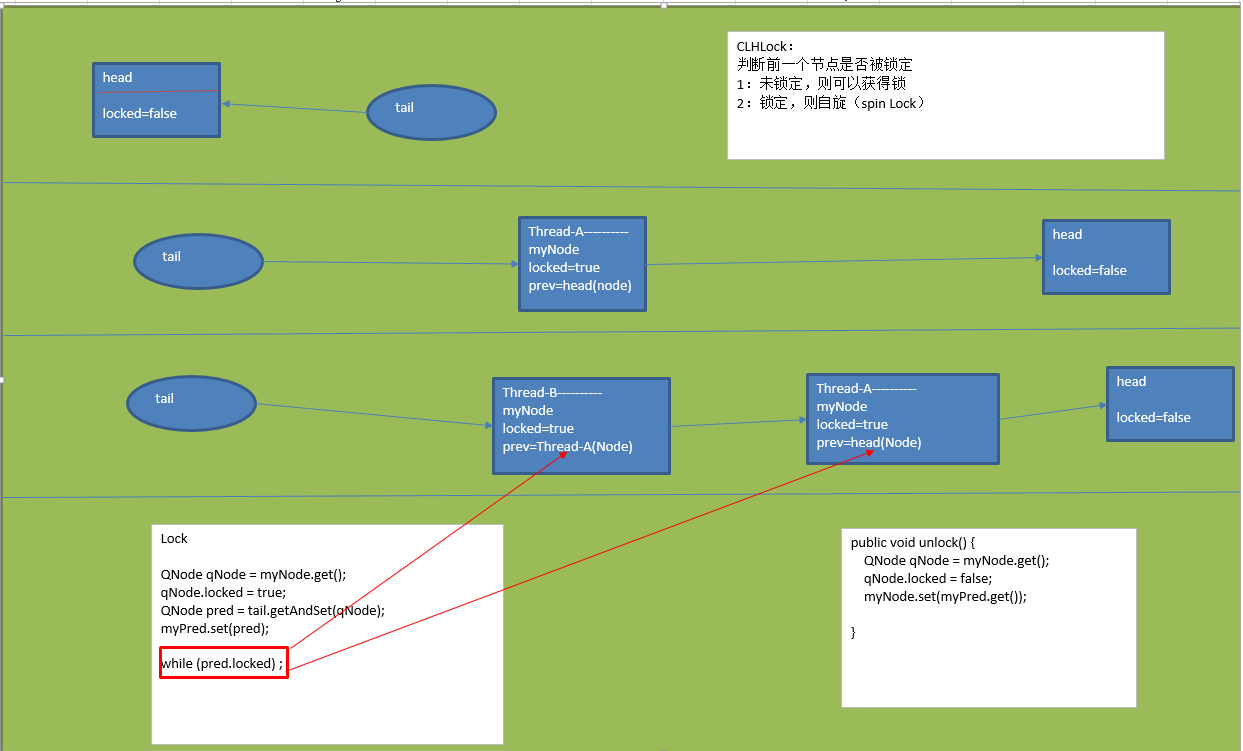 head
locked=false
tail
CLHLock：
判断前一个节点是否被锁定
1：未锁定，则可以获得锁
2：锁定，则自旋（spin Lock）
tail
Thread-A----------
myNode
locked=true
prev=head(node)
head
locked=false
tail
Thread-B----------
myNode
locked=true
prev=Thread-A(Node)
Thread-A----------
myNode
locked=true
prev=head(Node)
head
locked=false
Lock
QNode qNode = myNode.get();
qNode.locked = true;
QNode pred = tail.getAndSet(qNode);
myPred.set(pred);
while (pred.locked) ;
public void unlock() {
QNode qNode = myNode.get();
qNode.locked = false;
myNode.set(myPred.get());
}